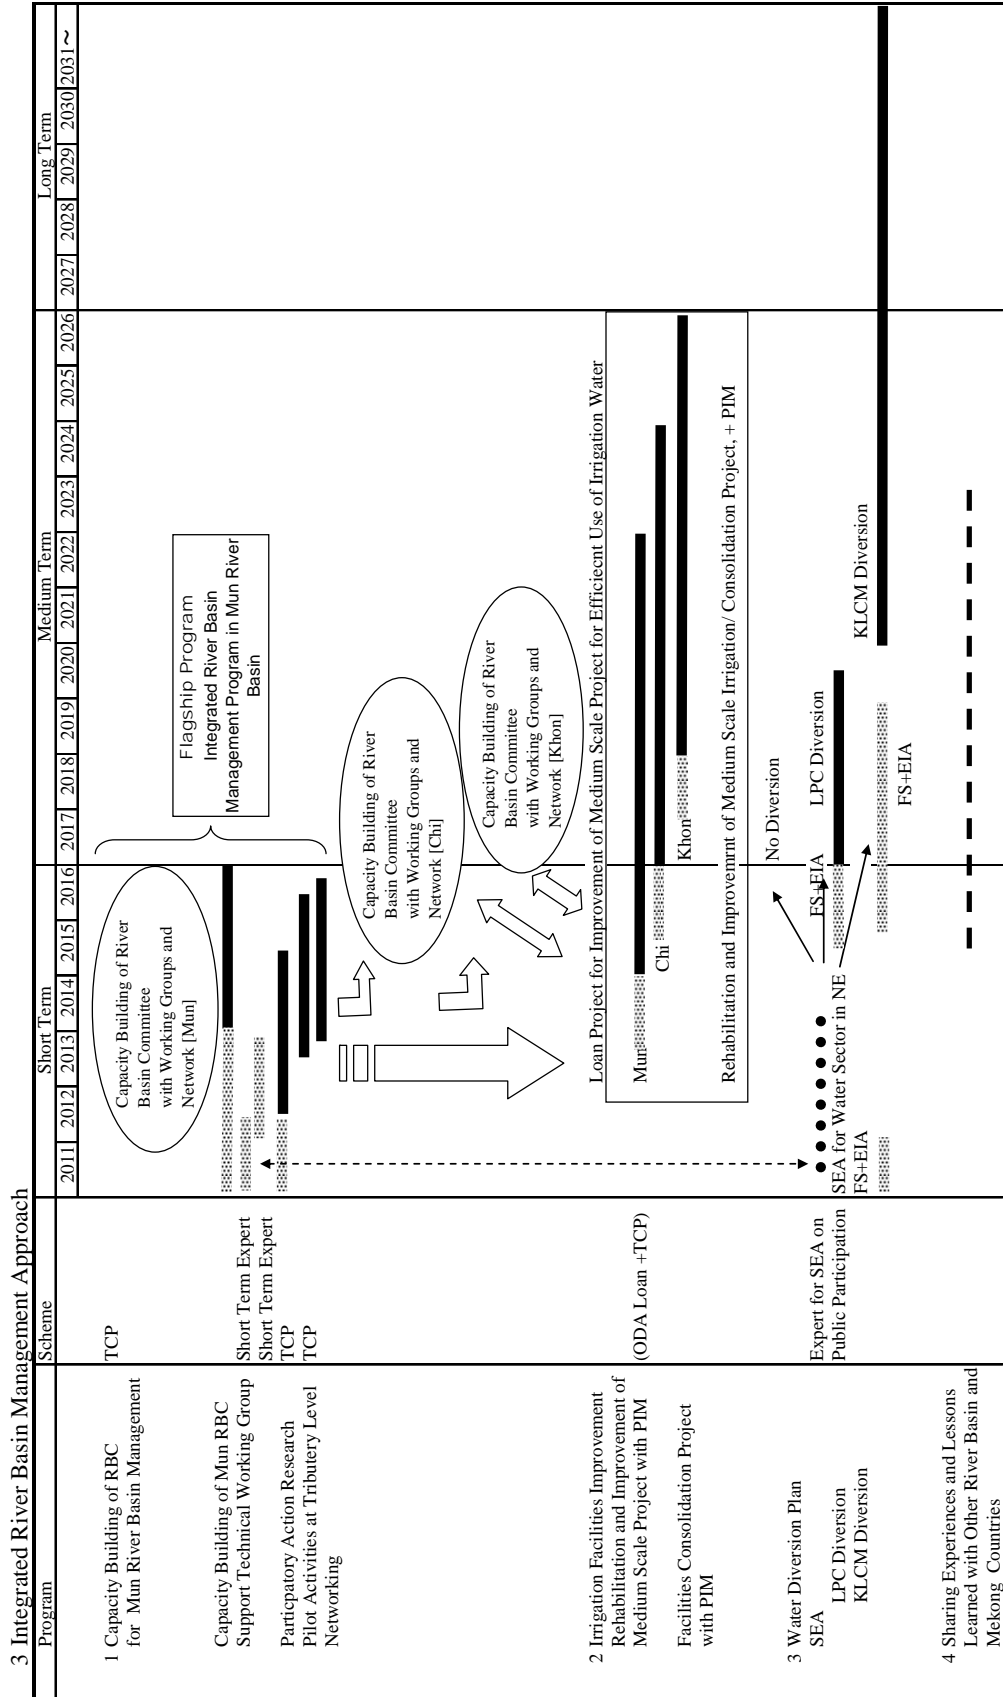 3 Integrated River Basin Management Approach
Program
Scheme
Short Term
Medium Term
Long Term
2011
2012
2013
2014
2015
2016
2017
2018
2019
2020
2021
2022
2023
2024
2025
2026
2027
2028
2029
2030
2031~
1 Capacity Building of RBC
for Mun River Basin Management
TCP
Capacity Building of River
Basin Committee
with Working Groups and
Network [Mun]
Flagship Program
Integrated River Basin
Management Program in Mun River
Basin
Capacity Building of Mun RBC
Support Technical Working Group
Short Term Expert
Short Term Expert
Particpatory Action Research
TCP
Pilot Activities at Tributery Level
TCP
Networking
Capacity Building of River
Basin Committee
with Working Groups and
Network [Chi]
Capacity Building of River
Basin Committee
with Working Groups and
Network [Khon]
2 Irrigation Facilities Improvement
Rehabilitation and Improvement of
Medium Scale Project with PIM
(ODA Loan +TCP)
Loan Project for Improvement of Medium Scale Project for Efficiecnt Use of Irrigation Water
Mun
Chi
Khon
Facilities Consolidation Project
with PIM
Rehabilitation and Improvemrnt of Medium Scale Irrigation/ Consolidation Project, + PIM
3 Water Diversion Plan
SEA
LPC Diversion
KLCM Diversion
Expert for SEA on
Public Participation
No Diversion
SEA for Water Sector in NE
FS+EIA
FS+EIA
LPC Diversion
KLCM Diversion
FS+EIA
4 Sharing Experiences and Lessons
Learned with Other River Basin and
Mekong Countries